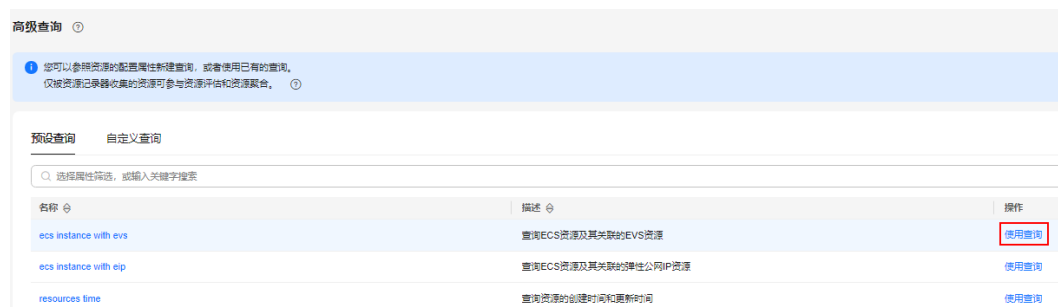 高级查询
您可以参照资源的配置属性新建查询，或者使用已有的查询。
仅被资源记录器收集的资源可参与资源评估和资源聚合。
预设查询 自定义查询
选择属性筛选，或输入关键字搜索
名称 描述 操作
ecs instance with evs 查询ECS资源及其关联的EVS资源 使用查询
ecs instance with eip 查询ECS资源及其关联的弹性公网IP资源 使用查询
resources time 查询资源的创建时间和更新时间 使用查询